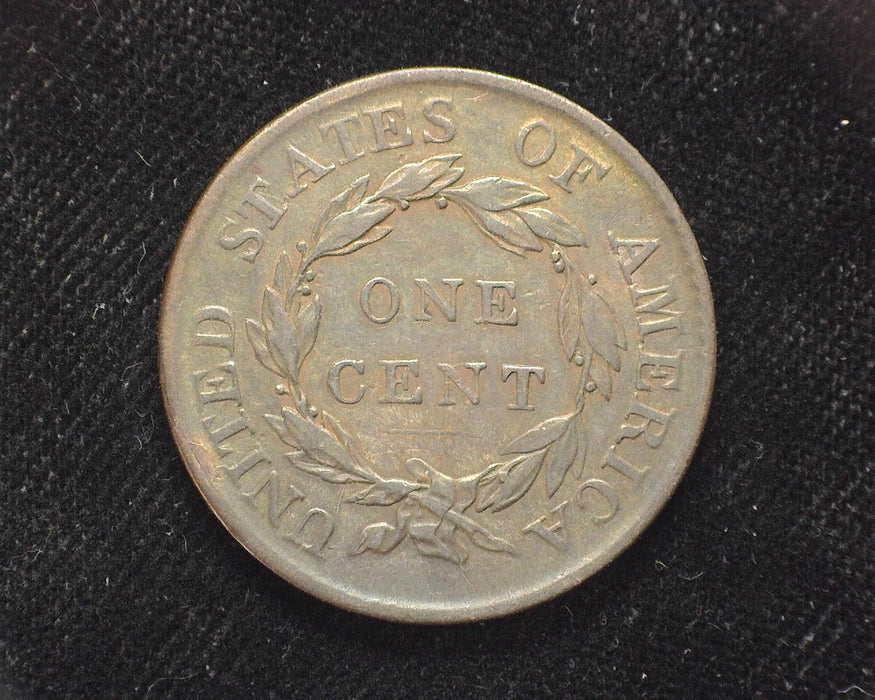 UNITED STATES OF AMERICA
ONE
CENT